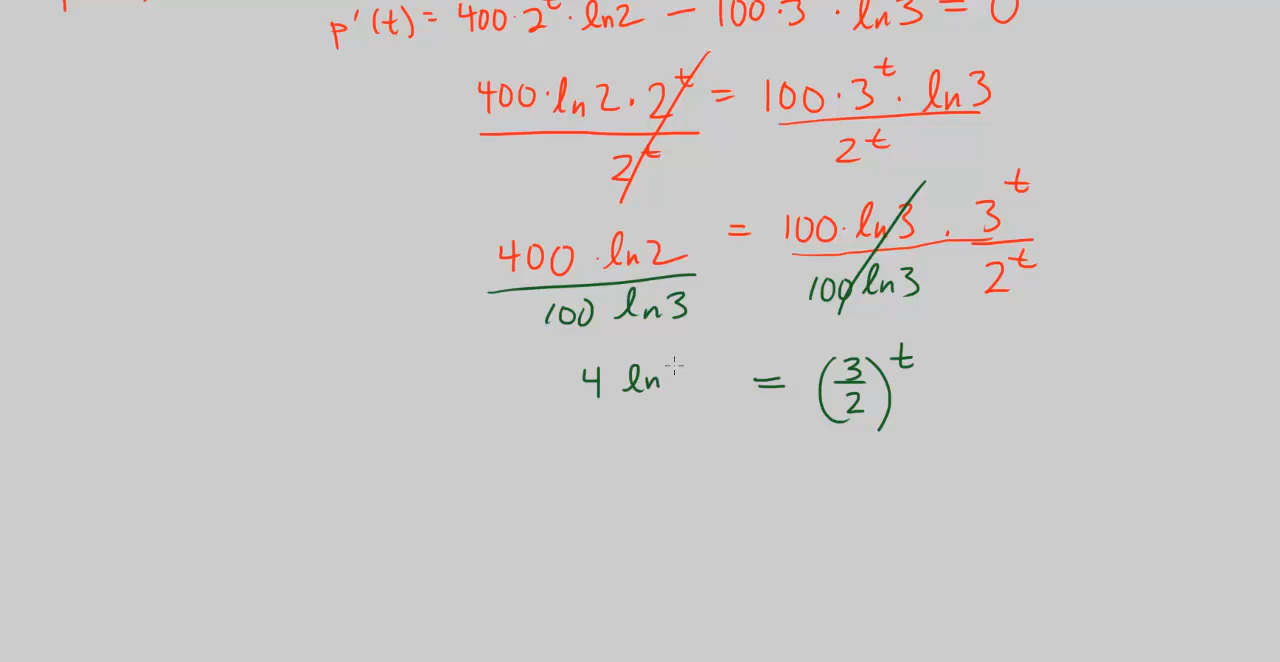 p'(t) = 400·2^t · ln2 − 100·3 · ln3 = 0
400·ln2·2^t = 100·3^t · ln3
2^t 2^t
400·ln2 = 100·ln3 · 3^t
100 ln3 100 ln3 2^t
4 ln = (3/2)^t